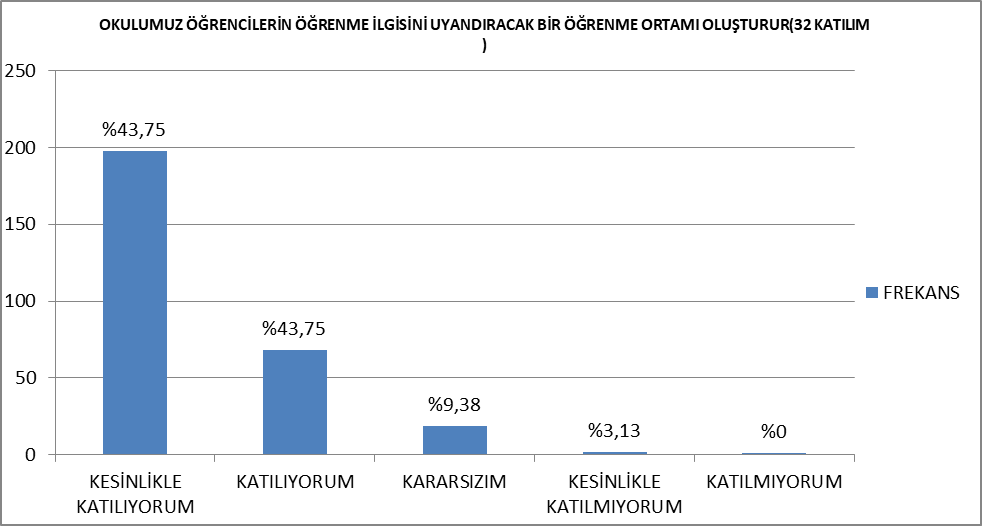 OKULUMUZ ÖĞRENCİLERİN ÖĞRENME İLGİSİNİ UYANDIRACAK BİR ÖĞRENME ORTAMI OLUŞTURUR(32 KATILIM
)
250
200
150
100
50
0
%43,75
%43,75
%9,38
%3,13
%0
KESİNLİKLE
KATILIYORUM
KATILIYORUM
KARARSIZIM
KESİNLİKLE
KATILMIYORUM
KATILMIYORUM
FREKANS